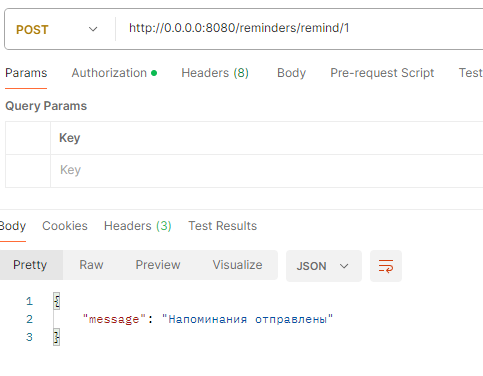 POST http://0.0.0.0:8080/reminders/remind/1
Params Authorization Headers (8) Body Pre-request Script Test
Query Params
Key
Key
Body Cookies Headers (3) Test Results
Pretty Raw Preview Visualize JSON
1 {
2 "message": "Напоминания отправлены"
3 }